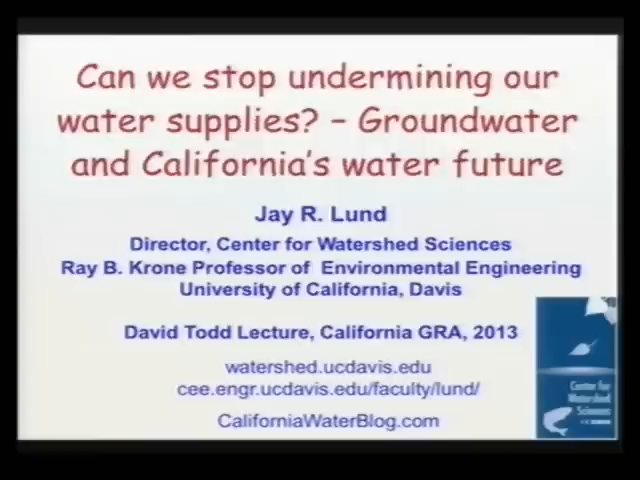 Can we stop undermining our
water supplies? – Groundwater
and California's water future
Jay R. Lund
Director, Center for Watershed Sciences
Ray B. Krone Professor of Environmental Engineering
University of California, Davis
David Todd Lecture, California GRA, 2013
watershed.ucdavis.edu
cee.engr.ucdavis.edu/faculty/lund/
CaliforniaWaterBlog.com
Center for
Watershed
Sciences